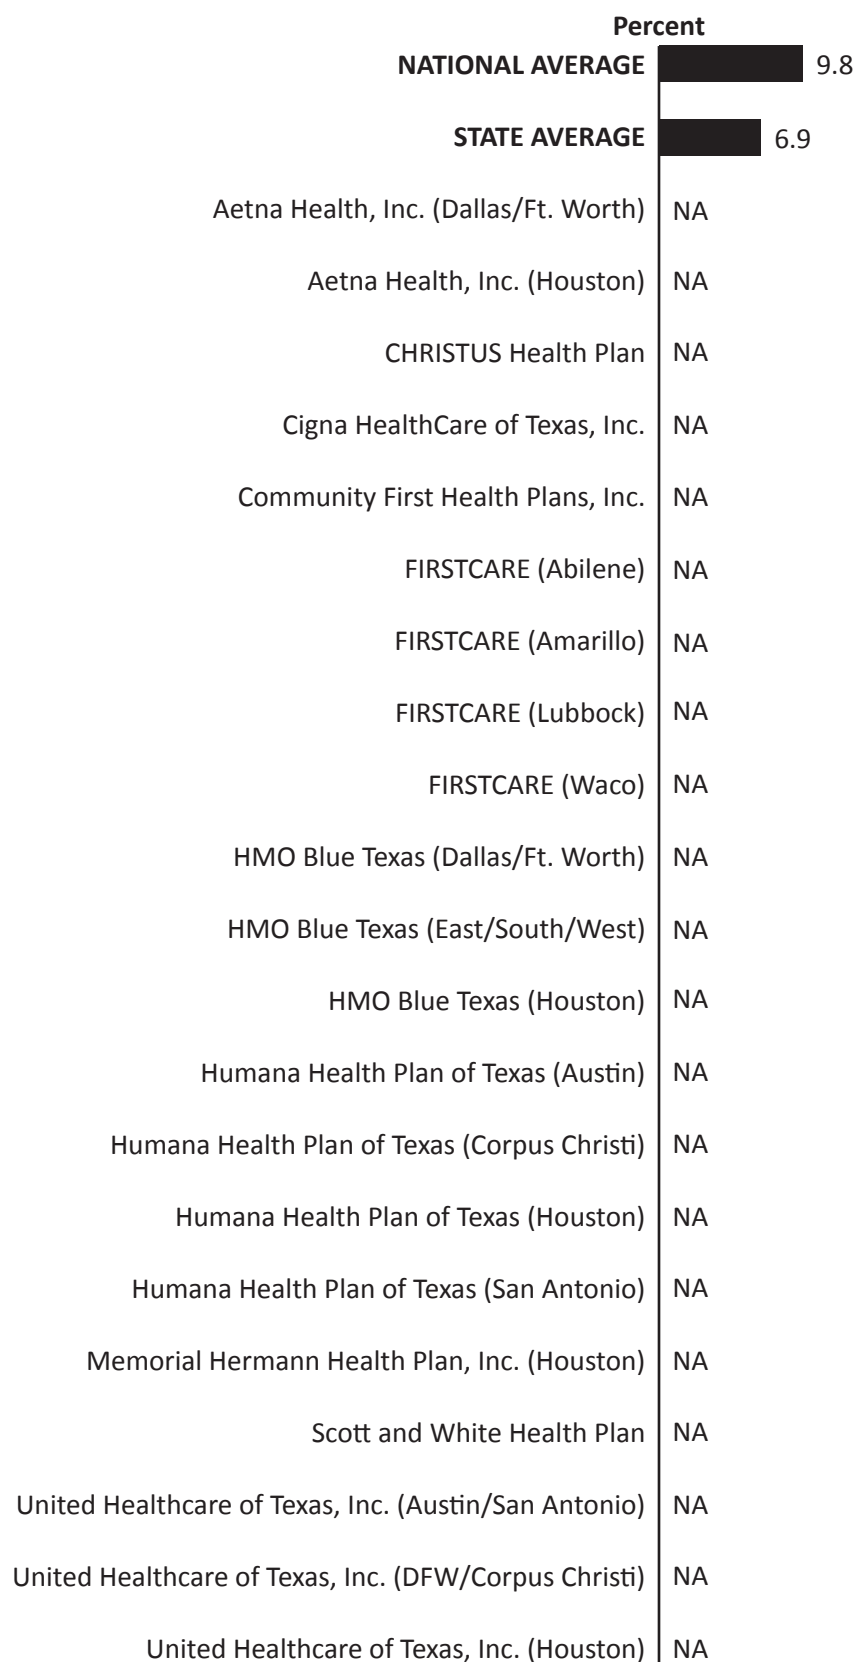 Percent
NATIONAL AVERAGE 9.8
STATE AVERAGE 6.9
Aetna Health, Inc. (Dallas/Ft. Worth) NA
Aetna Health, Inc. (Houston) NA
CHRISTUS Health Plan NA
Cigna HealthCare of Texas, Inc. NA
Community First Health Plans, Inc. NA
FIRSTCARE (Abilene) NA
FIRSTCARE (Amarillo) NA
FIRSTCARE (Lubbock) NA
FIRSTCARE (Waco) NA
HMO Blue Texas (Dallas/Ft. Worth) NA
HMO Blue Texas (East/South/West) NA
HMO Blue Texas (Houston) NA
Humana Health Plan of Texas (Austin) NA
Humana Health Plan of Texas (Corpus Christi) NA
Humana Health Plan of Texas (Houston) NA
Humana Health Plan of Texas (San Antonio) NA
Memorial Hermann Health Plan, Inc. (Houston) NA
Scott and White Health Plan NA
United Healthcare of Texas, Inc. (Austin/San Antonio) NA
United Healthcare of Texas, Inc. (DFW/Corpus Christi) NA
United Healthcare of Texas, Inc. (Houston) NA